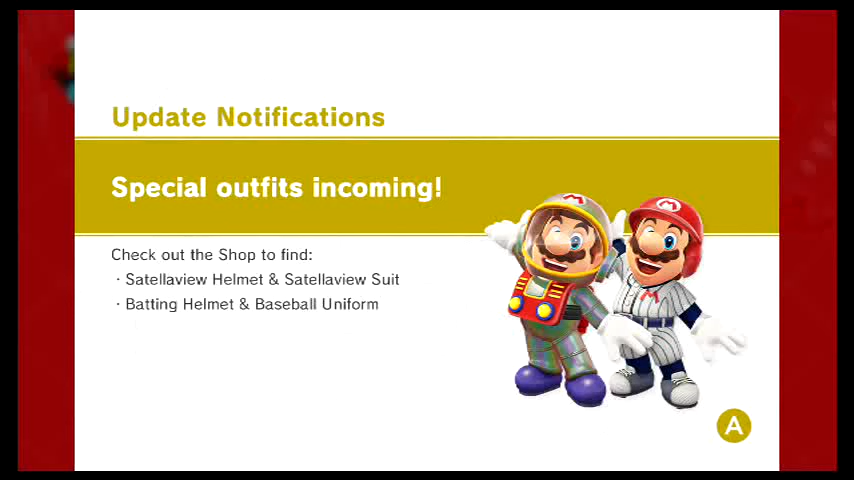 Update Notifications
Special outfits incoming!
Check out the Shop to find:
· Satellaview Helmet & Satellaview Suit
· Batting Helmet & Baseball Uniform
M
M
A